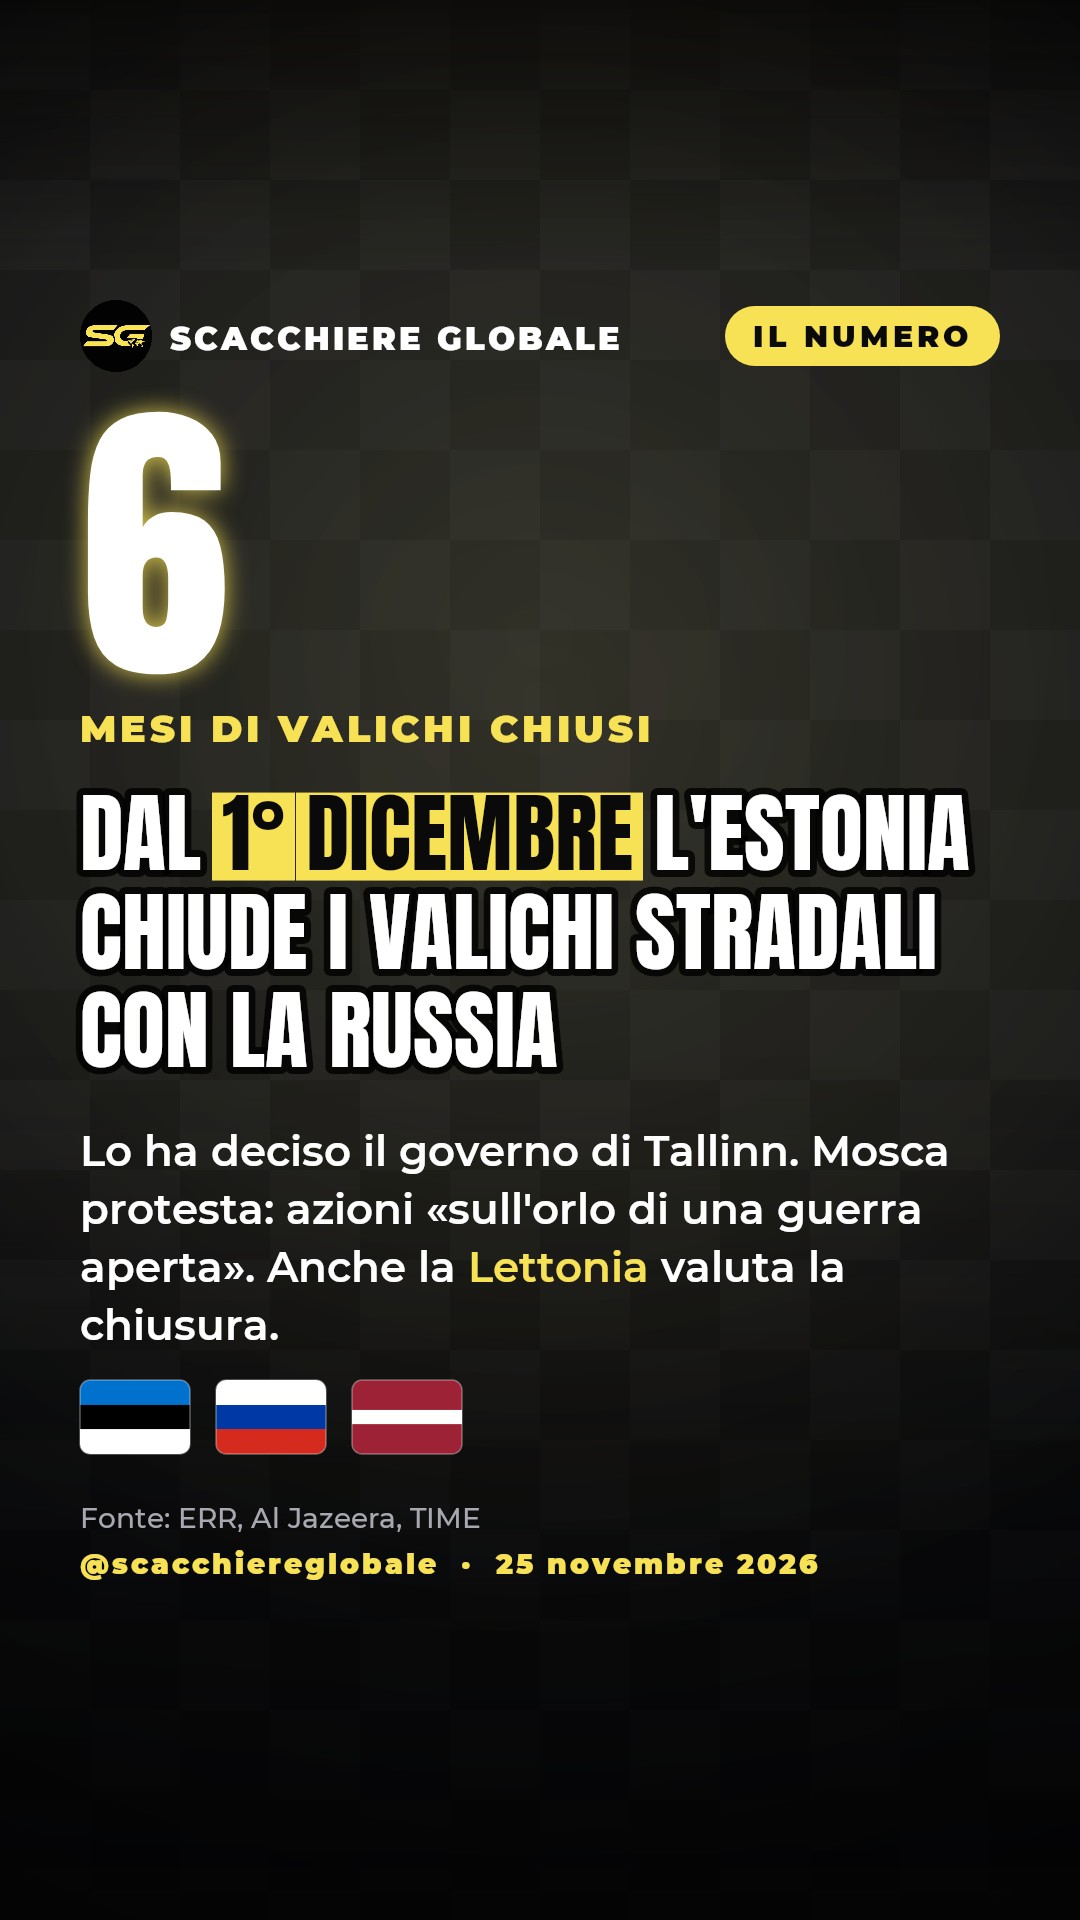 SG
SCACCHIERE GLOBALE
IL NUMERO
6
MESI DI VALICHI CHIUSI
DAL 1° DICEMBRE L'ESTONIA
CHIUDE I VALICHI STRADALI
CON LA RUSSIA
Lo ha deciso il governo di Tallinn. Mosca
protesta: azioni «sull'orlo di una guerra
aperta». Anche la Lettonia valuta la
chiusura.
Fonte: ERR, Al Jazeera, TIME
@scacchiereglobale · 25 novembre 2026